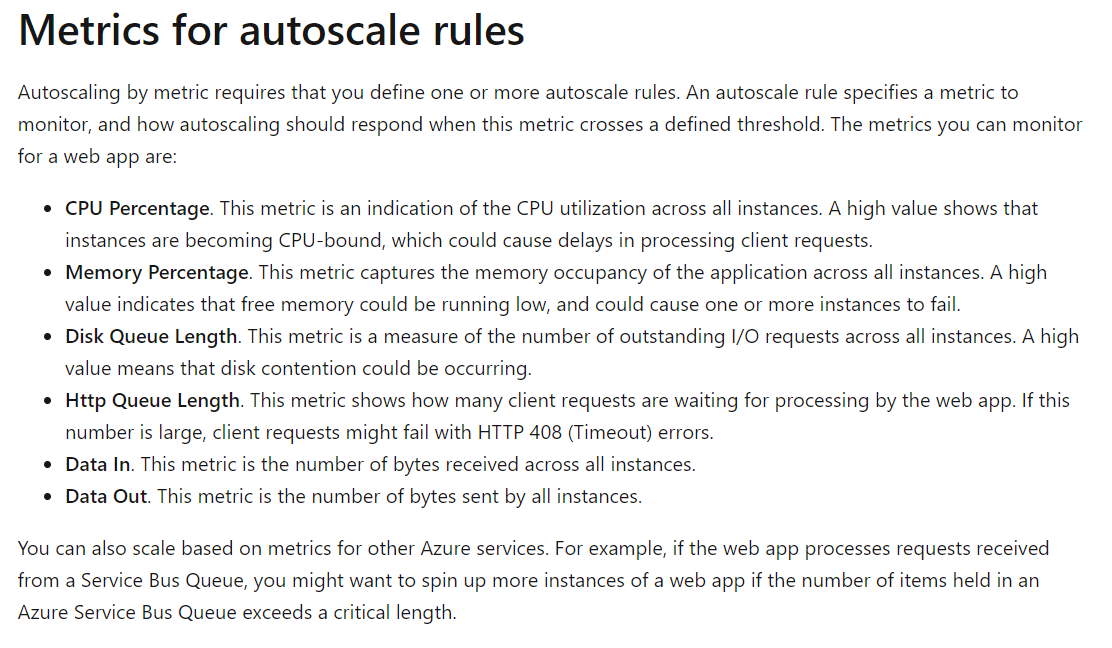 Metrics for autoscale rules
Autoscaling by metric requires that you define one or more autoscale rules. An autoscale rule specifies a metric to
monitor, and how autoscaling should respond when this metric crosses a defined threshold. The metrics you can monitor
for a web app are:
• CPU Percentage. This metric is an indication of the CPU utilization across all instances. A high value shows that
instances are becoming CPU-bound, which could cause delays in processing client requests.
• Memory Percentage. This metric captures the memory occupancy of the application across all instances. A high
value indicates that free memory could be running low, and could cause one or more instances to fail.
• Disk Queue Length. This metric is a measure of the number of outstanding I/O requests across all instances. A high
value means that disk contention could be occurring.
• Http Queue Length. This metric shows how many client requests are waiting for processing by the web app. If this
number is large, client requests might fail with HTTP 408 (Timeout) errors.
• Data In. This metric is the number of bytes received across all instances.
• Data Out. This metric is the number of bytes sent by all instances.
You can also scale based on metrics for other Azure services. For example, if the web app processes requests received
from a Service Bus Queue, you might want to spin up more instances of a web app if the number of items held in an
Azure Service Bus Queue exceeds a critical length.